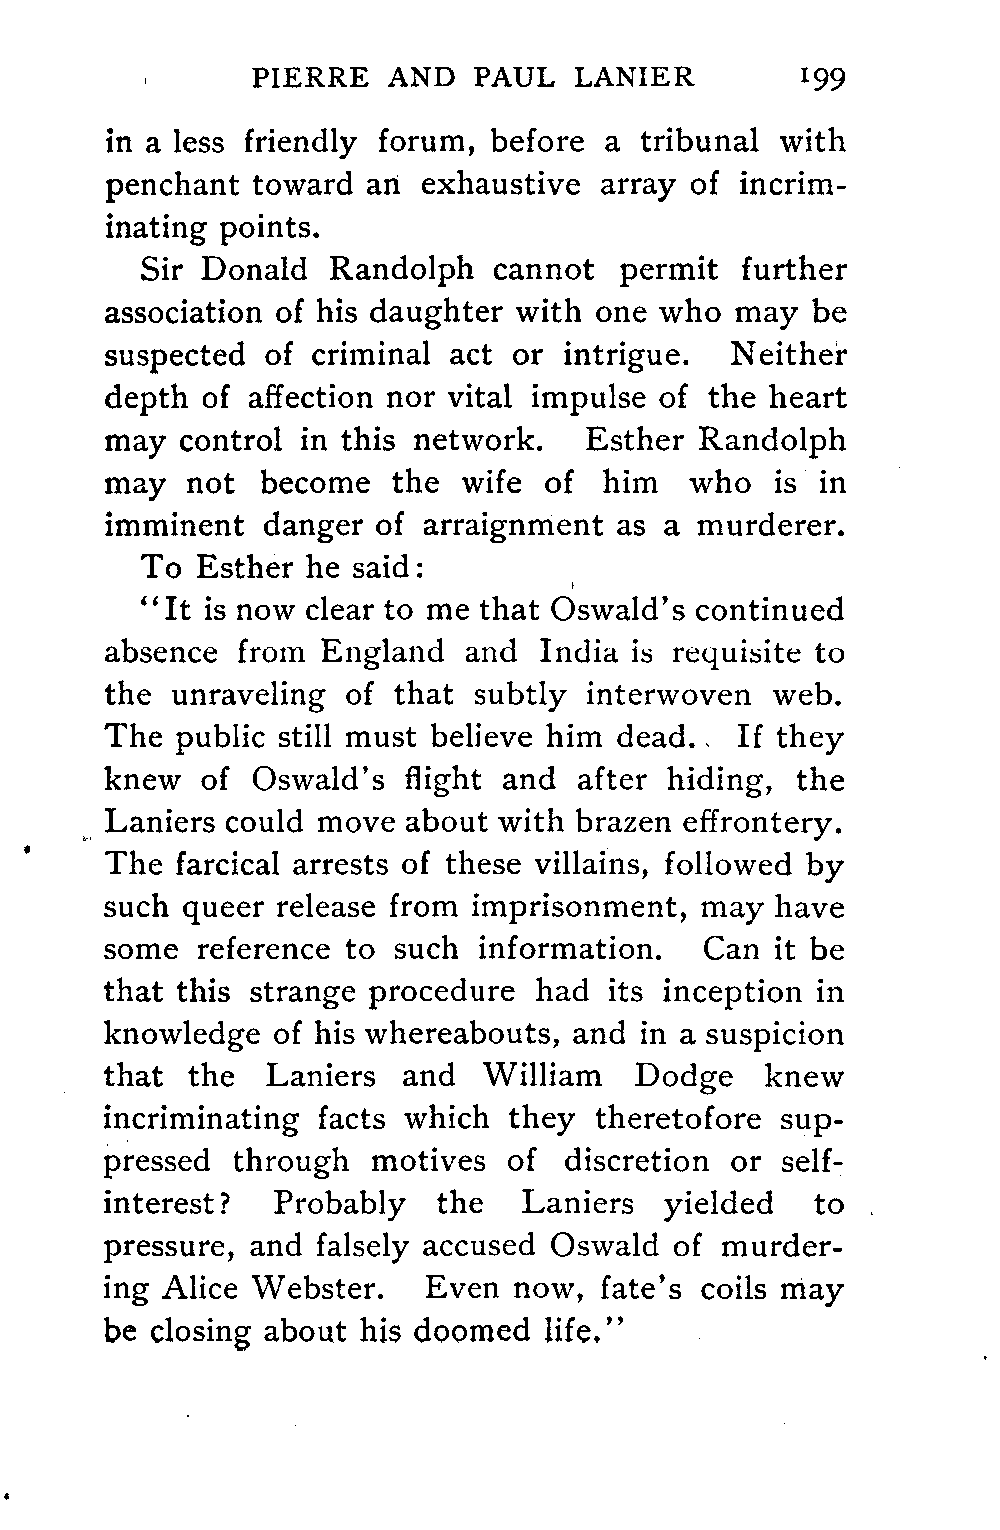 PIERRE AND PAUL LANIER 199
in a less friendly forum, before a tribunal with
penchant toward an exhaustive array of incrim-
inating points.
Sir Donald Randolph cannot permit further
association of his daughter with one who may be
suspected of criminal act or intrigue. Neither
depth of affection nor vital impulse of the heart
may control in this network. Esther Randolph
may not become the wife of him who is in
imminent danger of arraignment as a murderer.
To Esther he said:
"It is now clear to me that Oswald's continued
absence from England and India is requisite to
the unraveling of that subtly interwoven web.
The public still must believe him dead. If they
knew of Oswald's flight and after hiding, the
Laniers could move about with brazen effrontery.
The farcical arrests of these villains, followed by
such queer release from imprisonment, may have
some reference to such information. Can it be
that this strange procedure had its inception in
knowledge of his whereabouts, and in a suspicion
that the Laniers and William Dodge knew
incriminating facts which they theretofore sup-
pressed through motives of discretion or self-
interest? Probably the Laniers yielded to
pressure, and falsely accused Oswald of murder-
ing Alice Webster. Even now, fate's coils may
be closing about his doomed life."